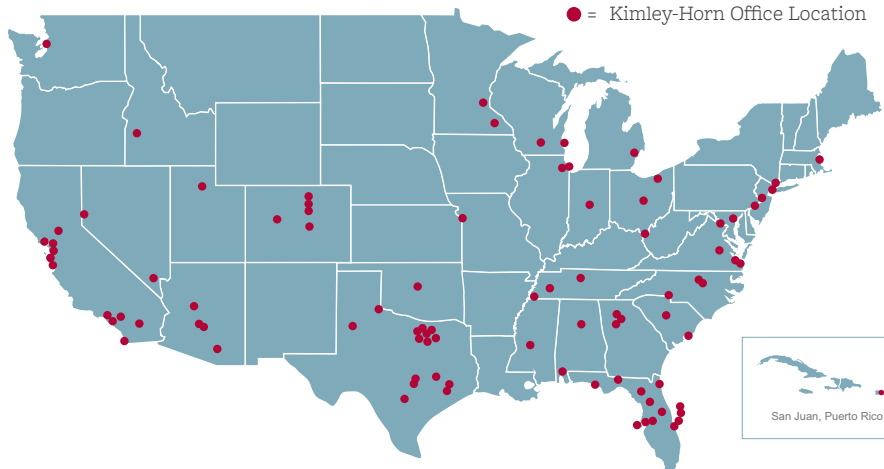 = Kimley-Horn Office Location
San Juan, Puerto Rico